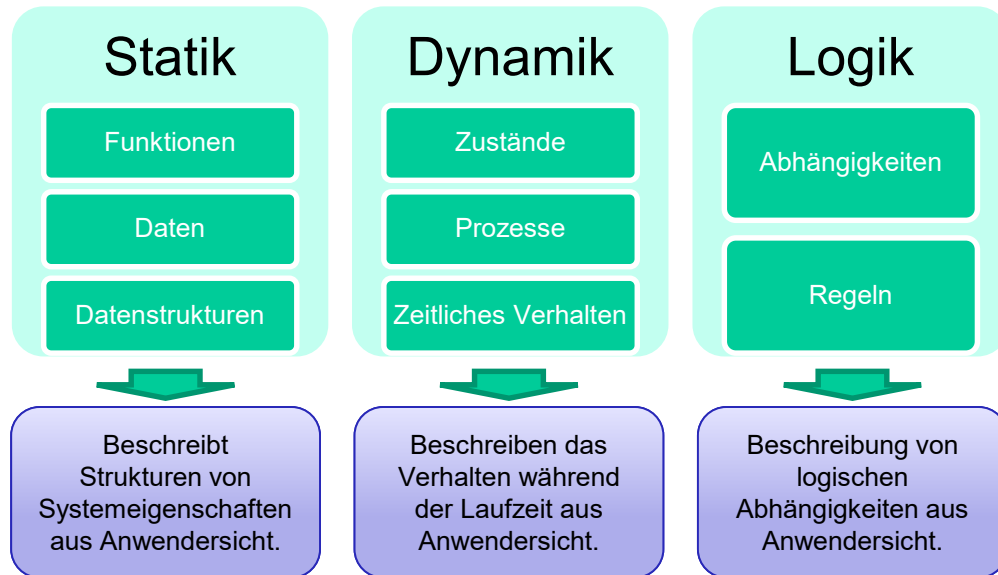 Statik
Funktionen
Daten
Datenstrukturen
Beschreibt
Strukturen von
Systemeigenschaften
aus Anwendersicht.
Dynamik
Zustände
Prozesse
Zeitliches Verhalten
Beschreiben das
Verhalten während
der Laufzeit aus
Anwendersicht.
Logik
Abhängigkeiten
Regeln
Beschreibung von
logischen
Abhängigkeiten aus
Anwendersicht.